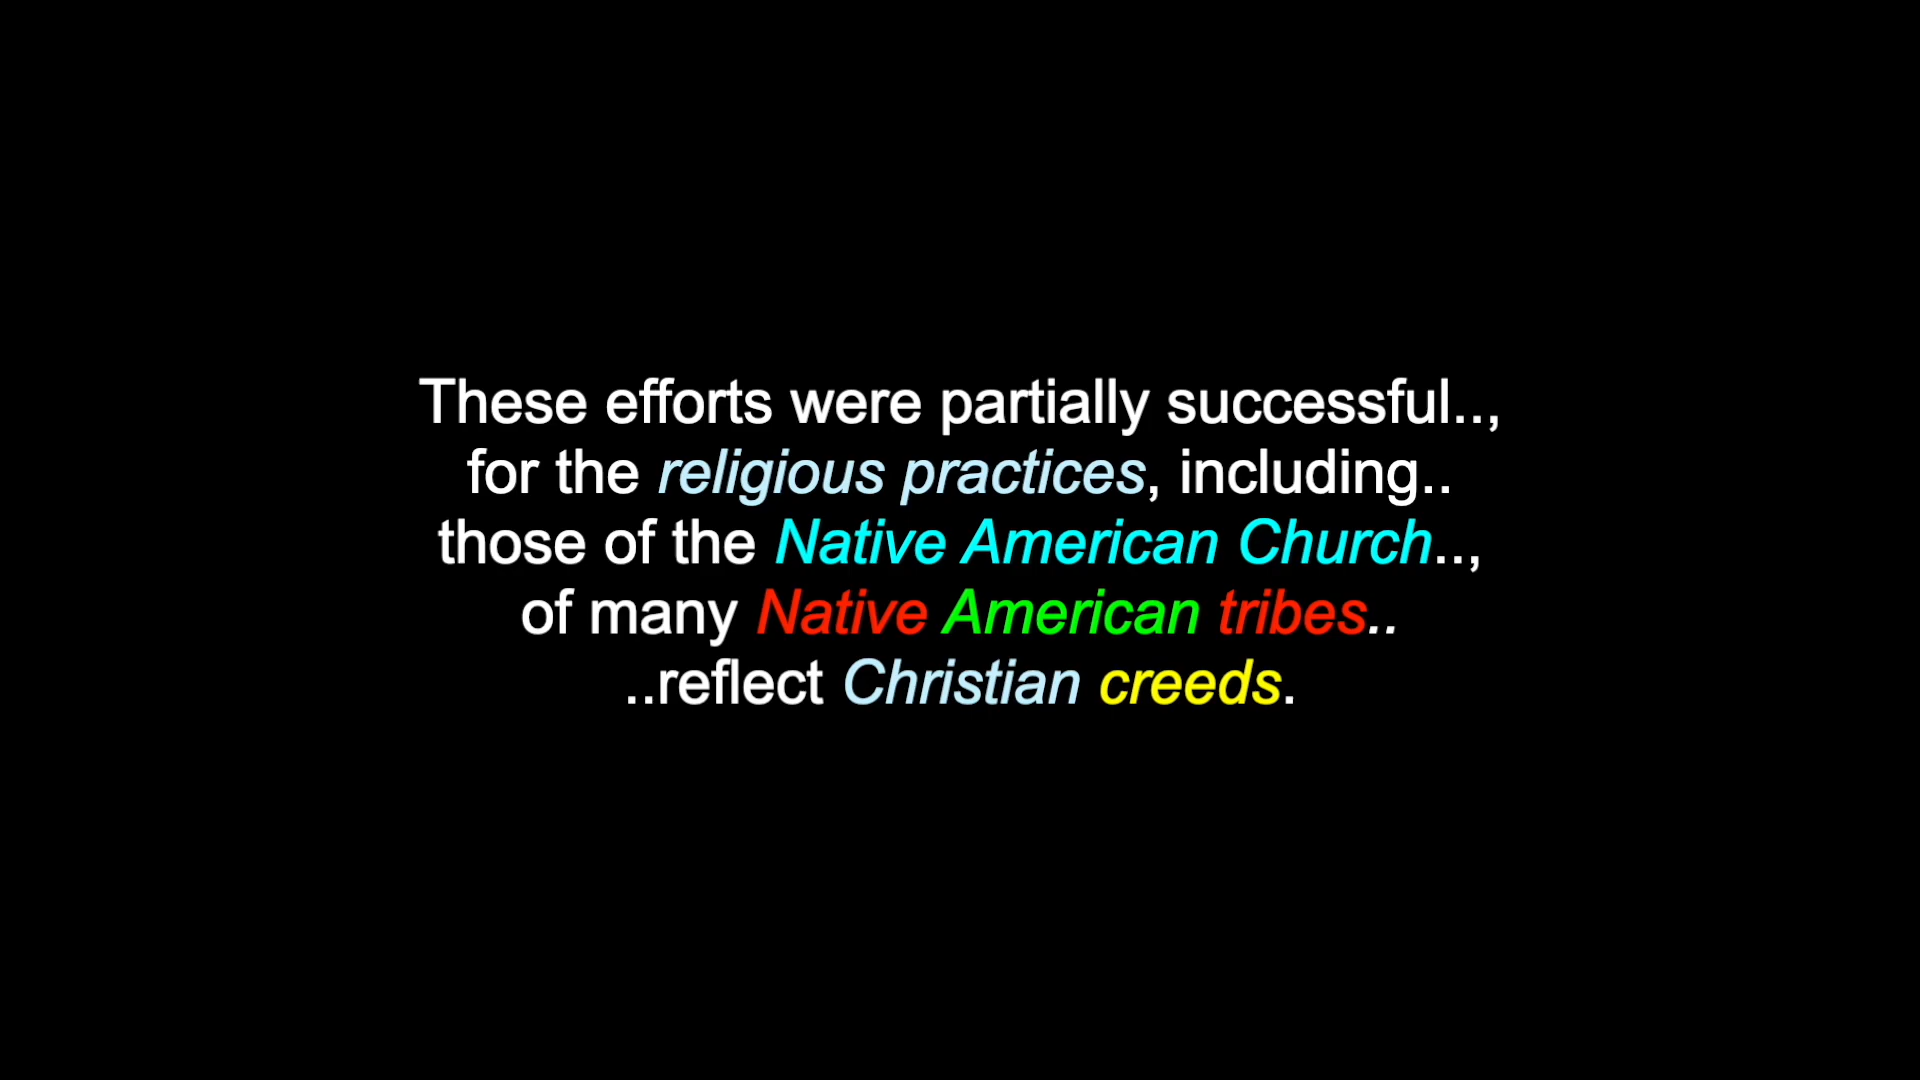 These efforts were partially successful..,
for the religious practices, including..
those of the Native American Church..,
of many Native American tribes..
..reflect Christian creeds.